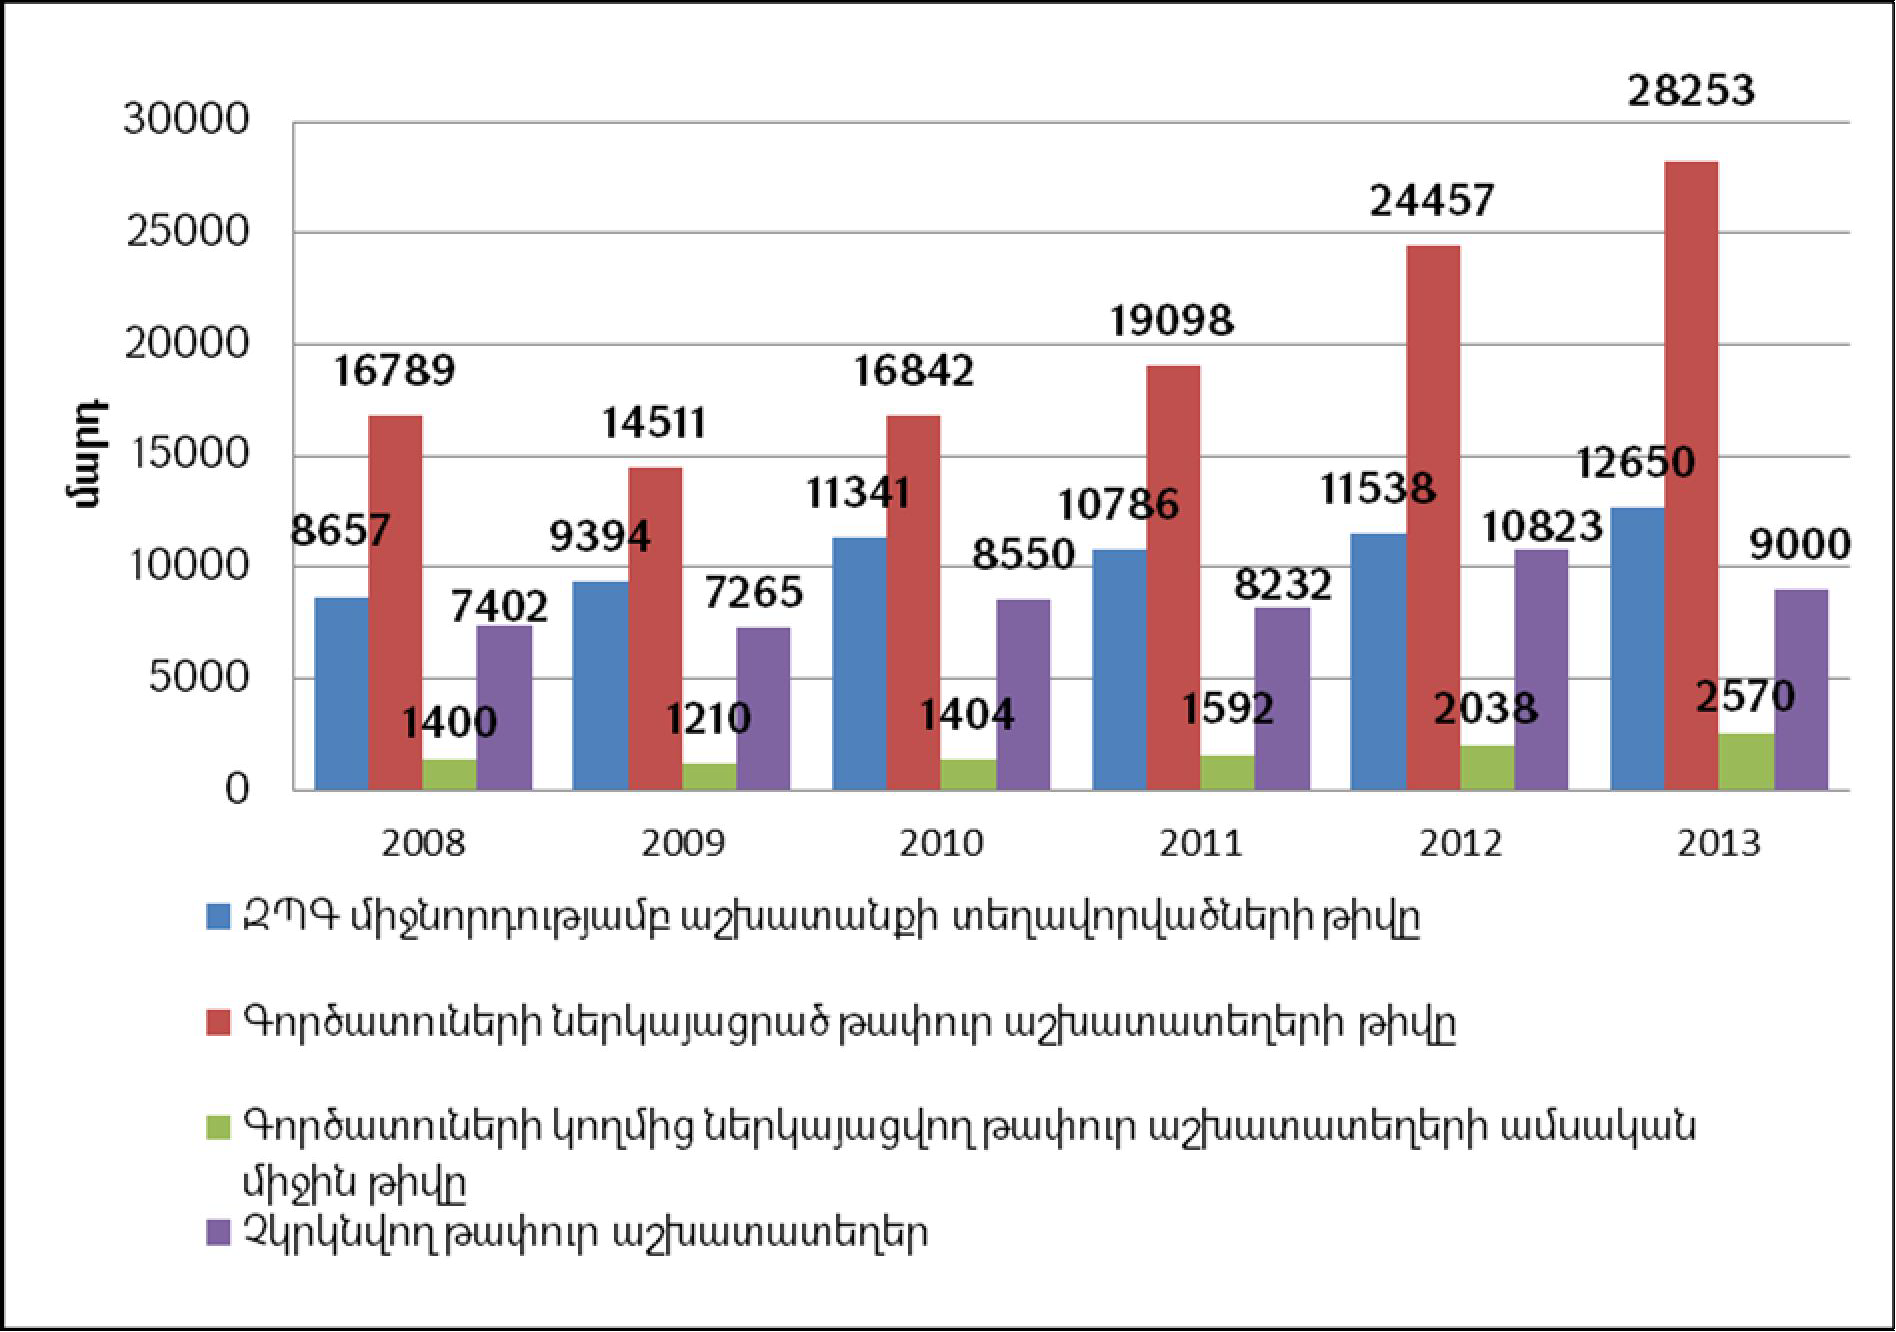 28253
30000
24457
25000
19098
20000
16789 16842
14511
12650
15000
11341 11538
10786
8657 9394 10823
8550 9000
10000
7402 7265 8232
5000
1400 1210 1404 1592 2038 2570
0
մարդ
2008 2009 2010 2011 2012 2013
ԶՊԳ միջնորդությամբ աշխատանքի տեղավորվածների թիվը
Գործատուների ներկայացրած թափուր աշխատատեղերի թիվը
Գործատուների կողմից ներկայացվող թափուր աշխատատեղերի ամսական
միջին թիվը
Չկրկնվող թափուր աշխատատեղեր